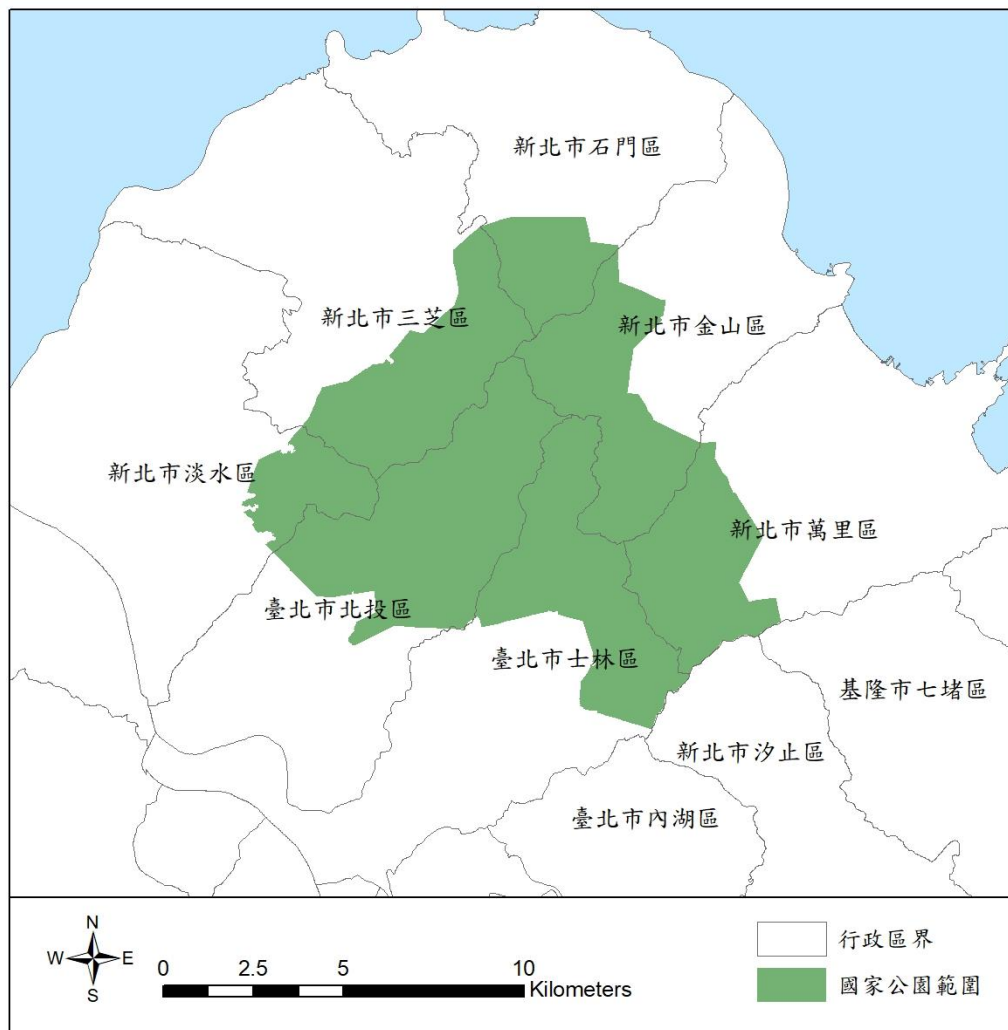 新北市石門區
新北市三芝區
新北市金山區
新北市淡水區
新北市萬里區
臺北市北投區
臺北市士林區
基隆市七堵區
新北市汐止區
臺北市內湖區
N
W E
S
0 2.5 5 10
Kilometers
行政區界
國家公園範圍